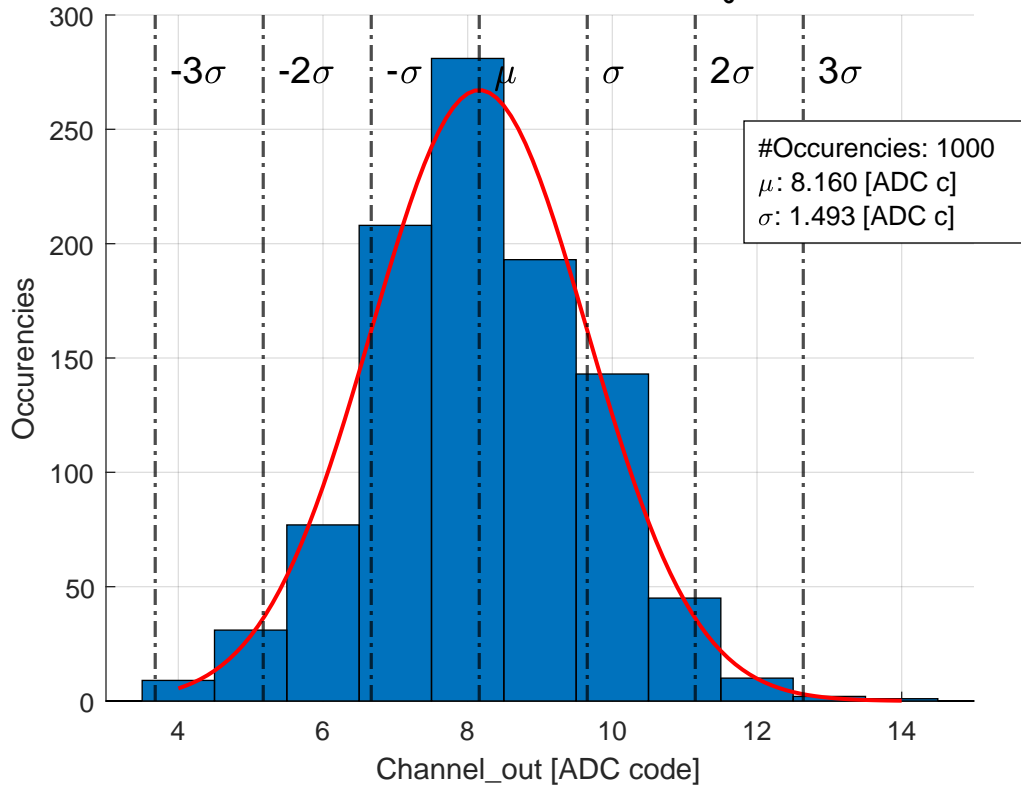 300
-3σ -2σ -σ μ σ 2σ 3σ
250
#Occurencies: 1000
μ: 8.160 [ADC c]
σ: 1.493 [ADC c]
200
Occurencies
150
100
50
0
4 6 8 10 12 14
Channel_out [ADC code]